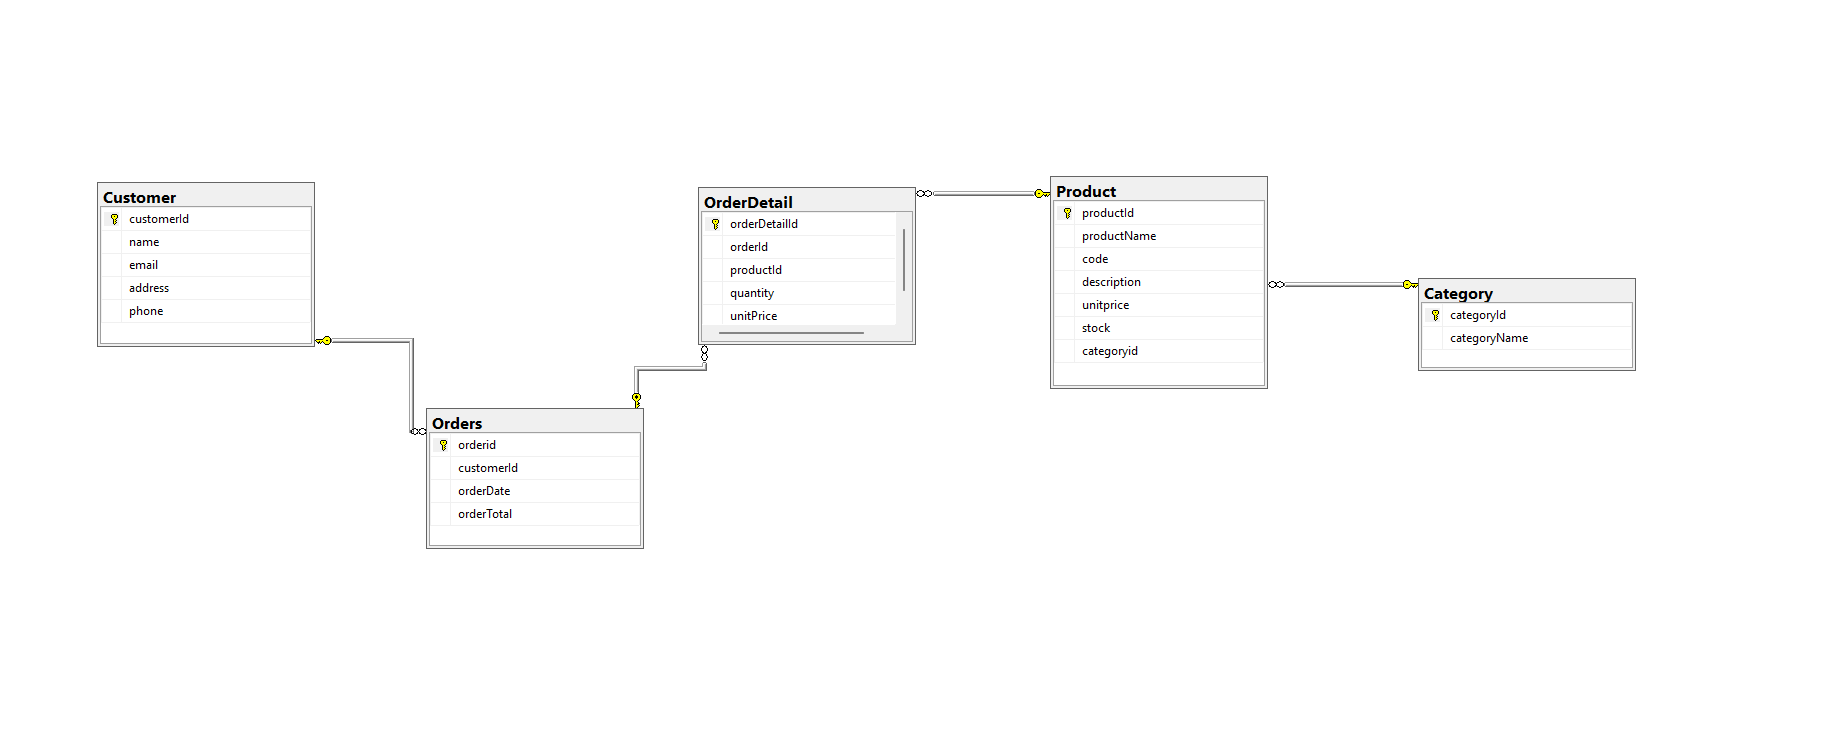 Customer
customerId
name
email
address
phone
Orders
orderid
customerId
orderDate
orderTotal
OrderDetail
orderDetailId
orderId
productId
quantity
unitPrice
Product
productId
productName
code
description
unitprice
stock
categoryid
Category
categoryId
categoryName